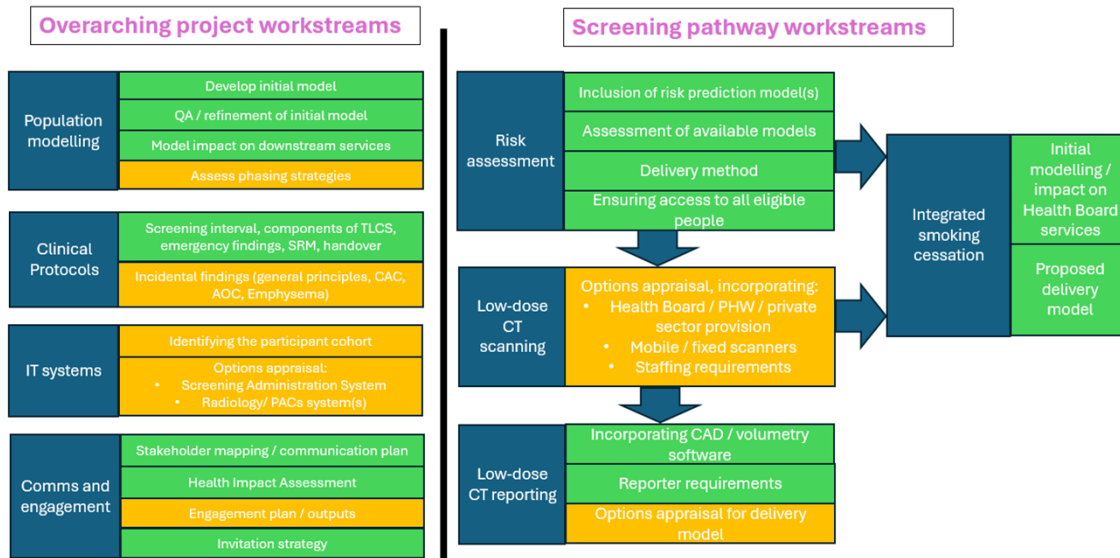 Overarching project workstreams
Population
modelling
Develop initial model
QA / refinement of initial model
Model impact on downstream services
Assess phasing strategies
Clinical
Protocols
Screening interval, components of TLCS,
emergency findings, SRM, handover
Incidental findings (general principles, CAC,
AOC, Emphysema)
IT systems
Identifying the participant cohort
Options appraisal:
• Screening Administration System
• Radiology/ PACs system(s)
Comms and
engagement
Stakeholder mapping / communication plan
Health Impact Assessment
Engagement plan / outputs
Invitation strategy
Screening pathway workstreams
Risk
assessment
Inclusion of risk prediction model(s)
Assessment of available models
Delivery method
Ensuring access to all eligible
people
Low-dose
CT
scanning
Options appraisal, incorporating:
• Health Board / PHW / private
sector provision
• Mobile / fixed scanners
• Staffing requirements
Low-dose
CT reporting
Incorporating CAD / volumetry
software
Reporter requirements
Options appraisal for delivery
model
Integrated
smoking
cessation
Initial
modelling /
impact on
Health Board
services
Proposed
delivery
model